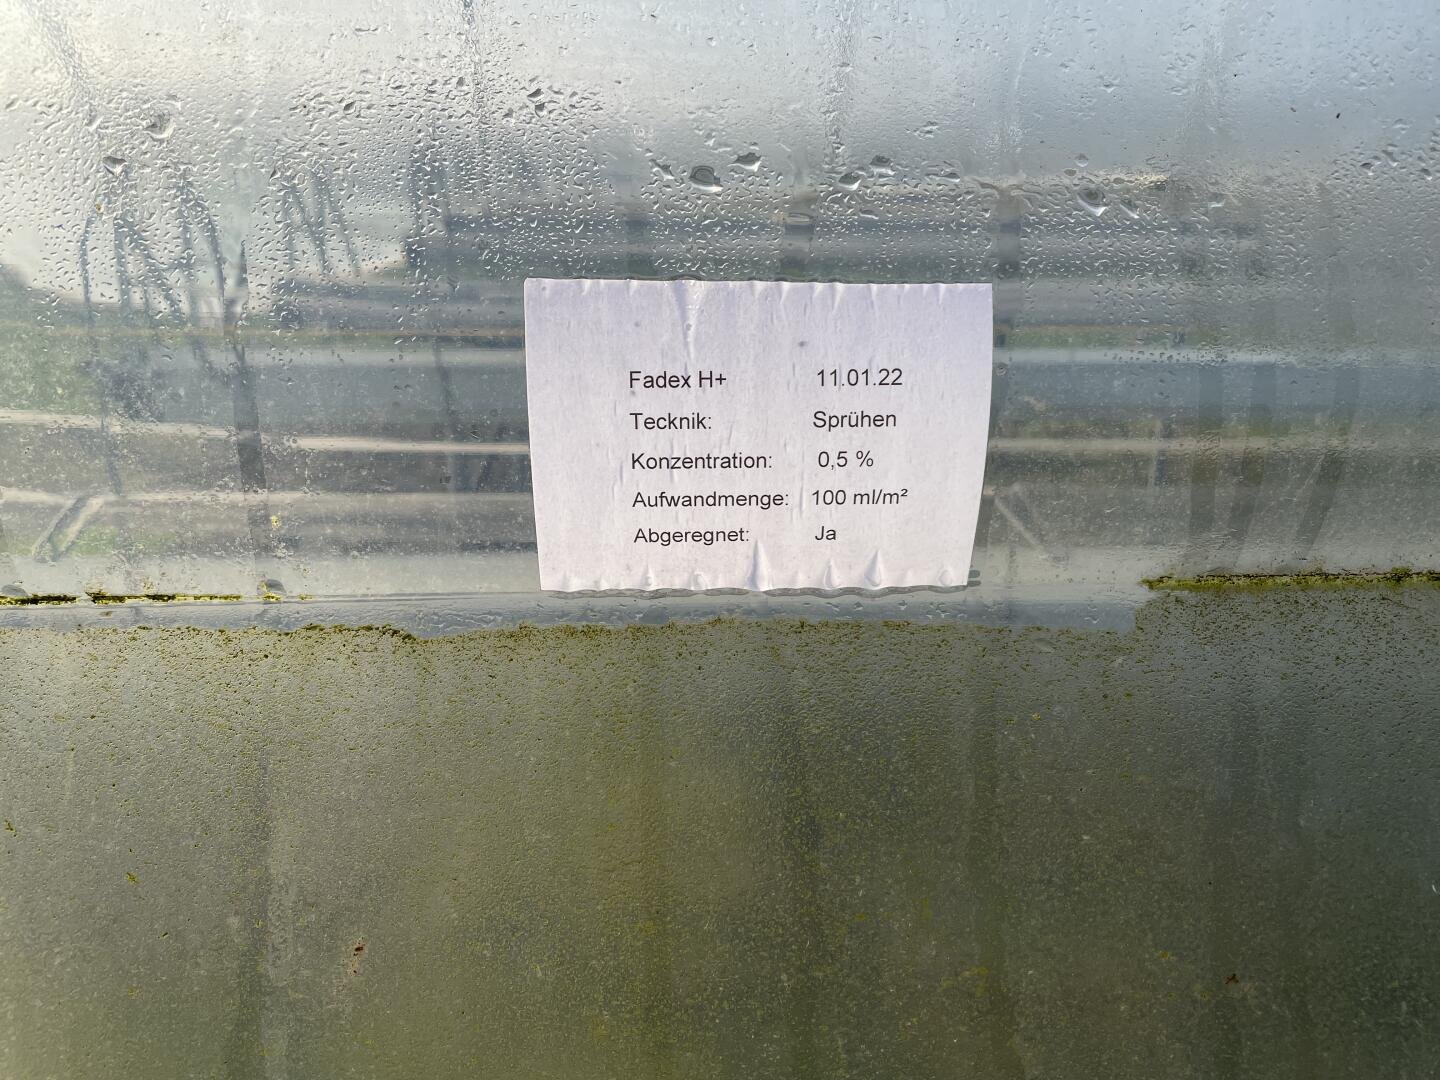 Fadex H+ 11.01.22
Tecknik: Sprühen
Konzentration: 0,5 %
Aufwandmenge: 100 ml/m²
Abgeregnet: Ja